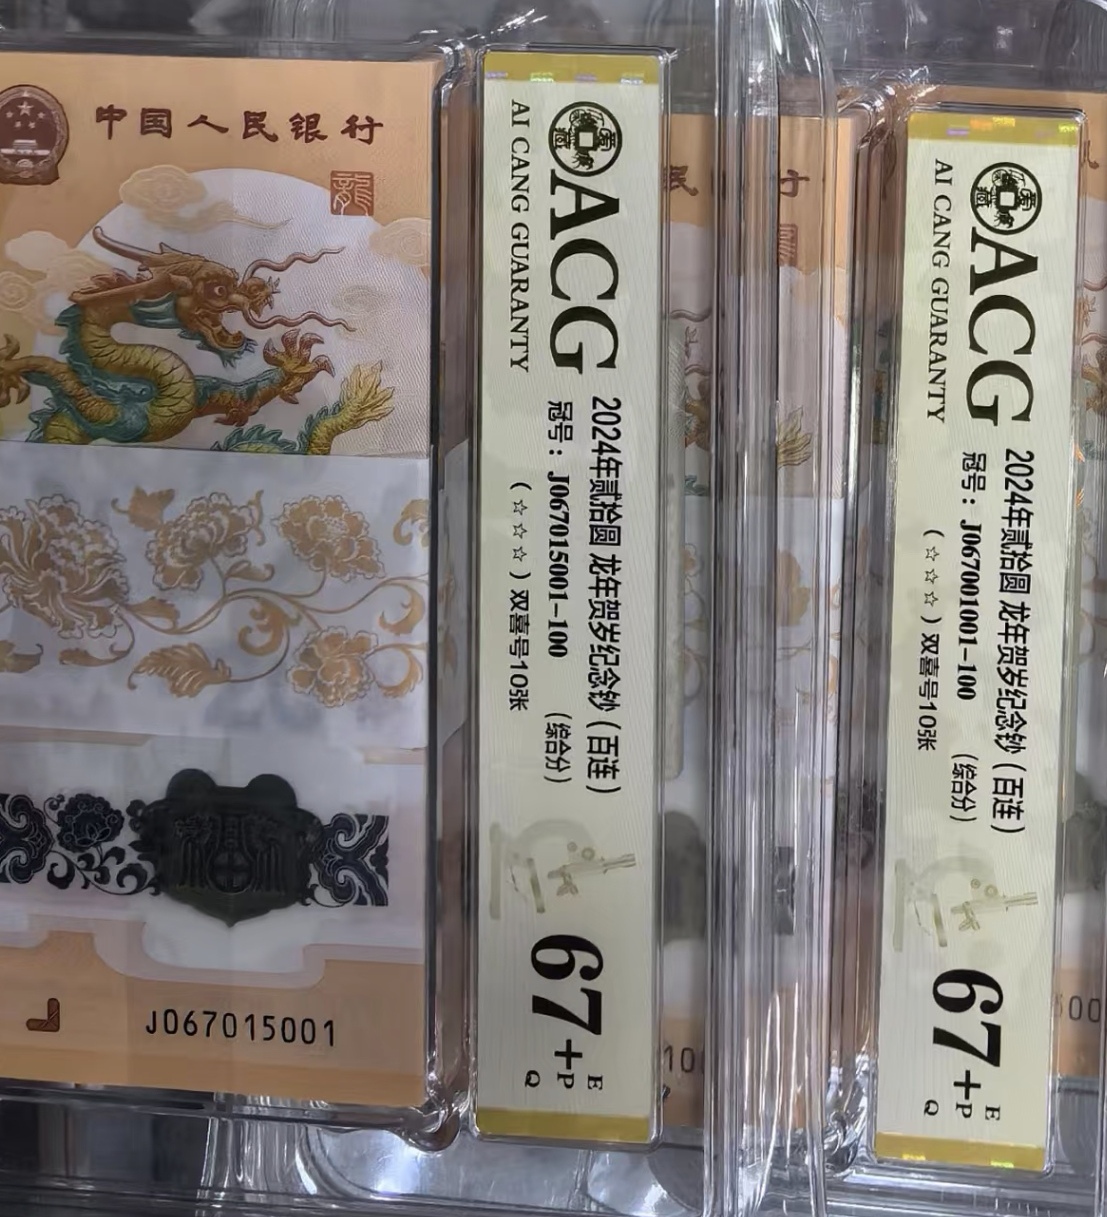 中国人民银行
龍
J067015001
ACG
AI CANG GUARANTY
2024年贰拾圆 龙年贺岁纪念钞（百连）
冠号：J067015001-100 （综合分）
（☆☆☆）双喜号10张
67+
E
P
Q
ACG
AI CANG GUARANTY
2024年贰拾圆 龙年贺岁纪念钞（百连）
冠号：J067001001-100 （综合分）
（☆☆☆）双喜号10张
67+
E
P
Q